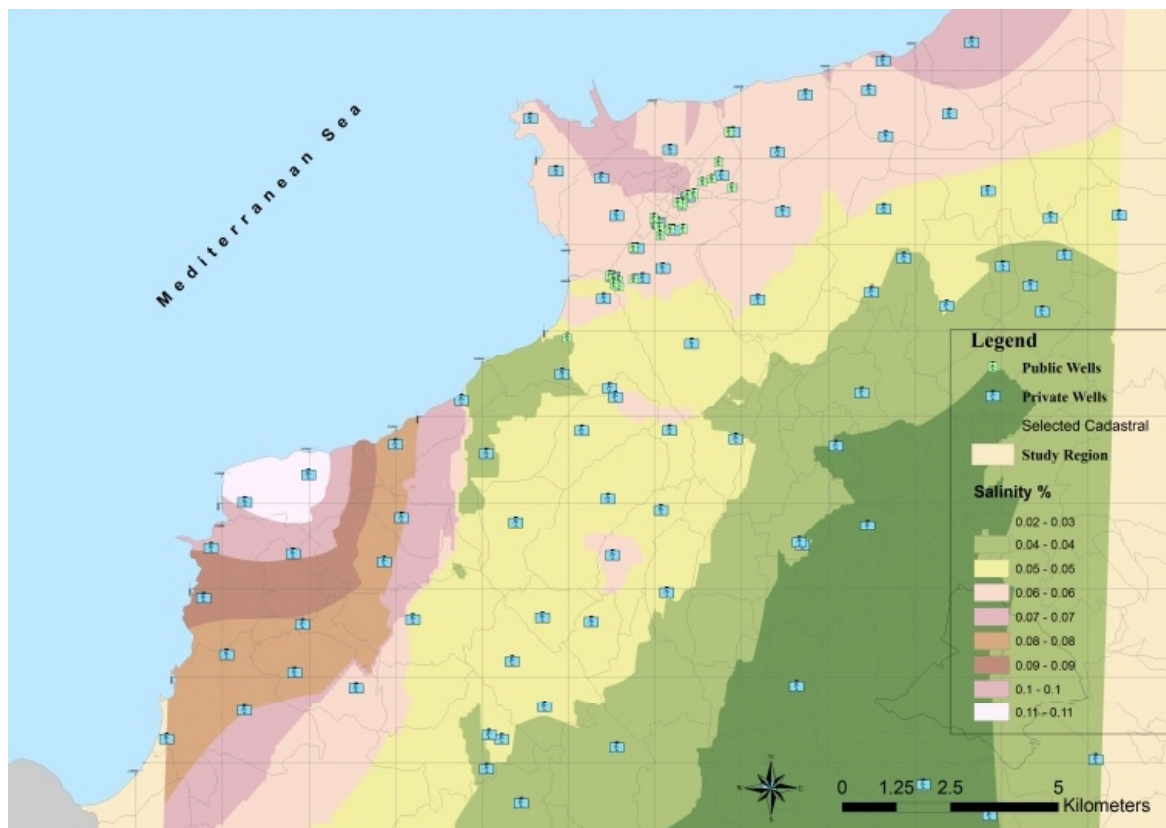 Mediterranean Sea
Legend
Public Wells
Private Wells
Selected Cadastral
Study Region
Salinity %
0.02 - 0.03
0.04 - 0.04
0.05 - 0.05
0.06 - 0.06
0.07 - 0.07
0.08 - 0.08
0.09 - 0.09
0.1 - 0.1
0.11 - 0.11
N
W
E
S
0 1.25 2.5 5
Kilometers